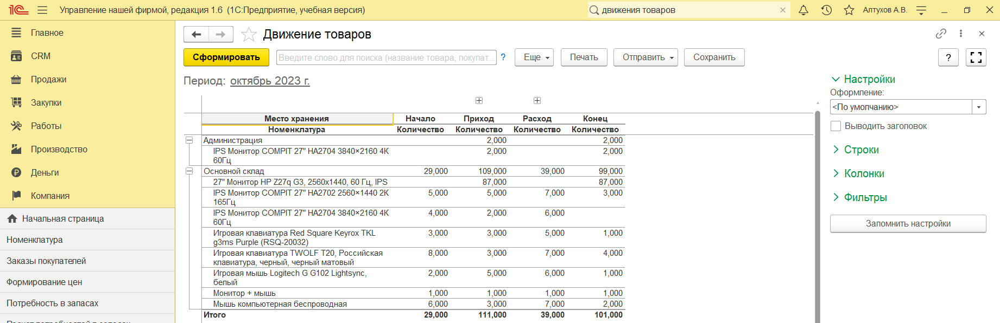 1С Управление нашей фирмой, редакция 1.6 (1С:Предприятие, учебная версия) движения товаров Алтухов А.В.
Главное
CRM
Продажи
Закупки
Работы
Производство
Деньги
Компания
Начальная страница
Номенклатура
Заказы покупателей
Формирование цен
Потребность в запасах
Движение товаров
Сформировать Введите слово для поиска (название товара, покупат... ? Еще Печать Отправить Сохранить ?
Период: октябрь 2023 г.
Место хранения Начало Приход Расход Конец
Номенклатура Количество Количество Количество Количество
Администрация 2,000 2,000
IPS Монитор COMPIT 27" HA2704 3840×2160 4К 2,000 2,000
60Гц
Основной склад 29,000 109,000 39,000 99,000
27" Монитор HP Z27q G3, 2560x1440, 60 Гц, IPS 87,000 87,000
IPS Монитор COMPIT 27" HA2702 2560×1440 2К 5,000 5,000 7,000 3,000
165Гц
IPS Монитор COMPIT 27" HA2704 3840×2160 4К 4,000 2,000 6,000
60Гц
Игровая клавиатура Red Square Keyrox TKL 3,000 3,000 5,000 1,000
g3ms Purple (RSQ-20032)
Игровая клавиатура TWOLF T20, Российская 8,000 3,000 7,000 4,000
клавиатура, черный, черный матовый
Игровая мышь Logitech G G102 Lightsync, 2,000 5,000 6,000 1,000
белый
Монитор + мышь 1,000 1,000 1,000 1,000
Мышь компьютерная беспроводная 6,000 3,000 7,000 2,000
Итого 29,000 111,000 39,000 101,000
Настройки
Оформление:
<По умолчанию>
Выводить заголовок
Строки
Колонки
Фильтры
Запомнить настройки